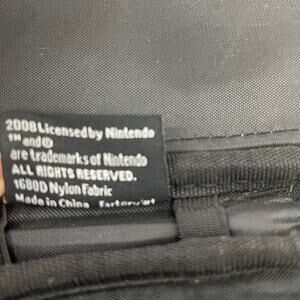 2008 Licensed by Nintendo
™ and ®
are trademarks of Nintendo
ALL RIGHTS RESERVED.
1680D Nylon Fabric
Made in China